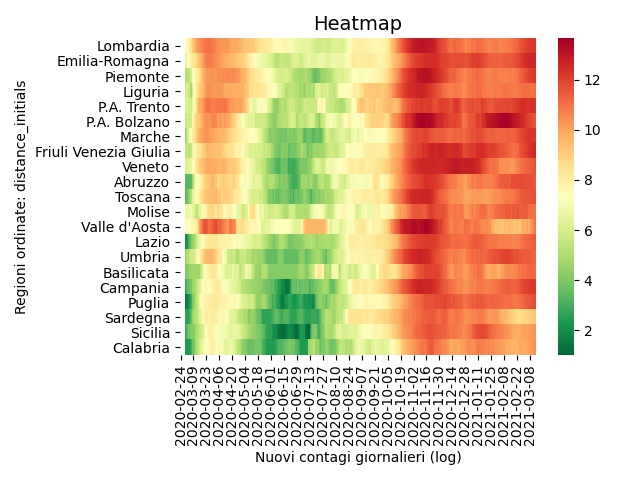 Heatmap
Regioni ordinate: distance_initials
Lombardia
Emilia-Romagna
Piemonte
Liguria
P.A. Trento
P.A. Bolzano
Marche
Friuli Venezia Giulia
Veneto
Abruzzo
Toscana
Molise
Valle d'Aosta
Lazio
Umbria
Basilicata
Campania
Puglia
Sardegna
Sicilia
Calabria
12
10
8
6
4
2
2020-02-24
2020-03-09
2020-03-23
2020-04-06
2020-04-20
2020-05-04
2020-05-18
2020-06-01
2020-06-15
2020-06-29
2020-07-13
2020-07-27
2020-08-10
2020-08-24
2020-09-07
2020-09-21
2020-10-05
2020-10-19
2020-11-02
2020-11-16
2020-11-30
2020-12-14
2020-12-28
2021-01-11
2021-01-25
2021-02-08
2021-02-22
2021-03-08
Nuovi contagi giornalieri (log)